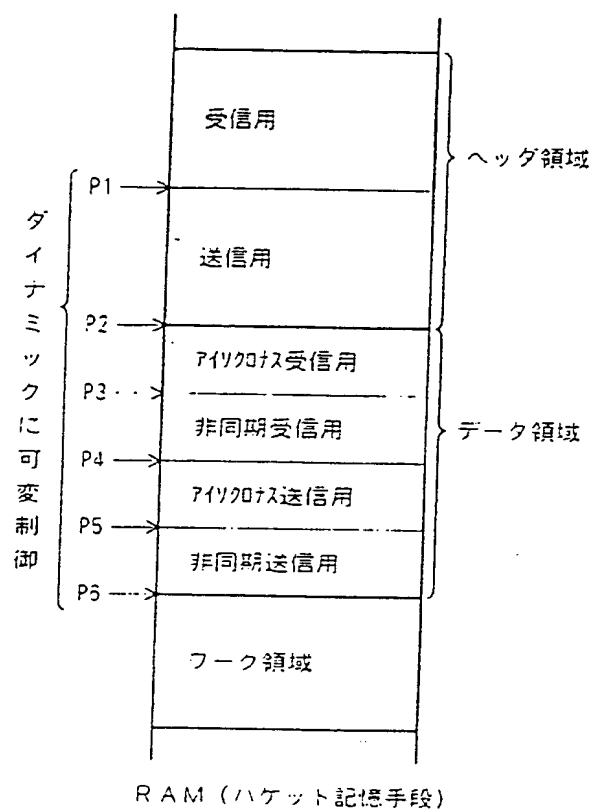 受信用
ヘッダ領域
P1
送信用
P2
アイソクロナス受信用
P3
非同期受信用
データ領域
P4
アイソクロナス送信用
P5
非同期送信用
P6
ワーク領域
ダイナミックに可変制御
RAM(パケット記憶手段)